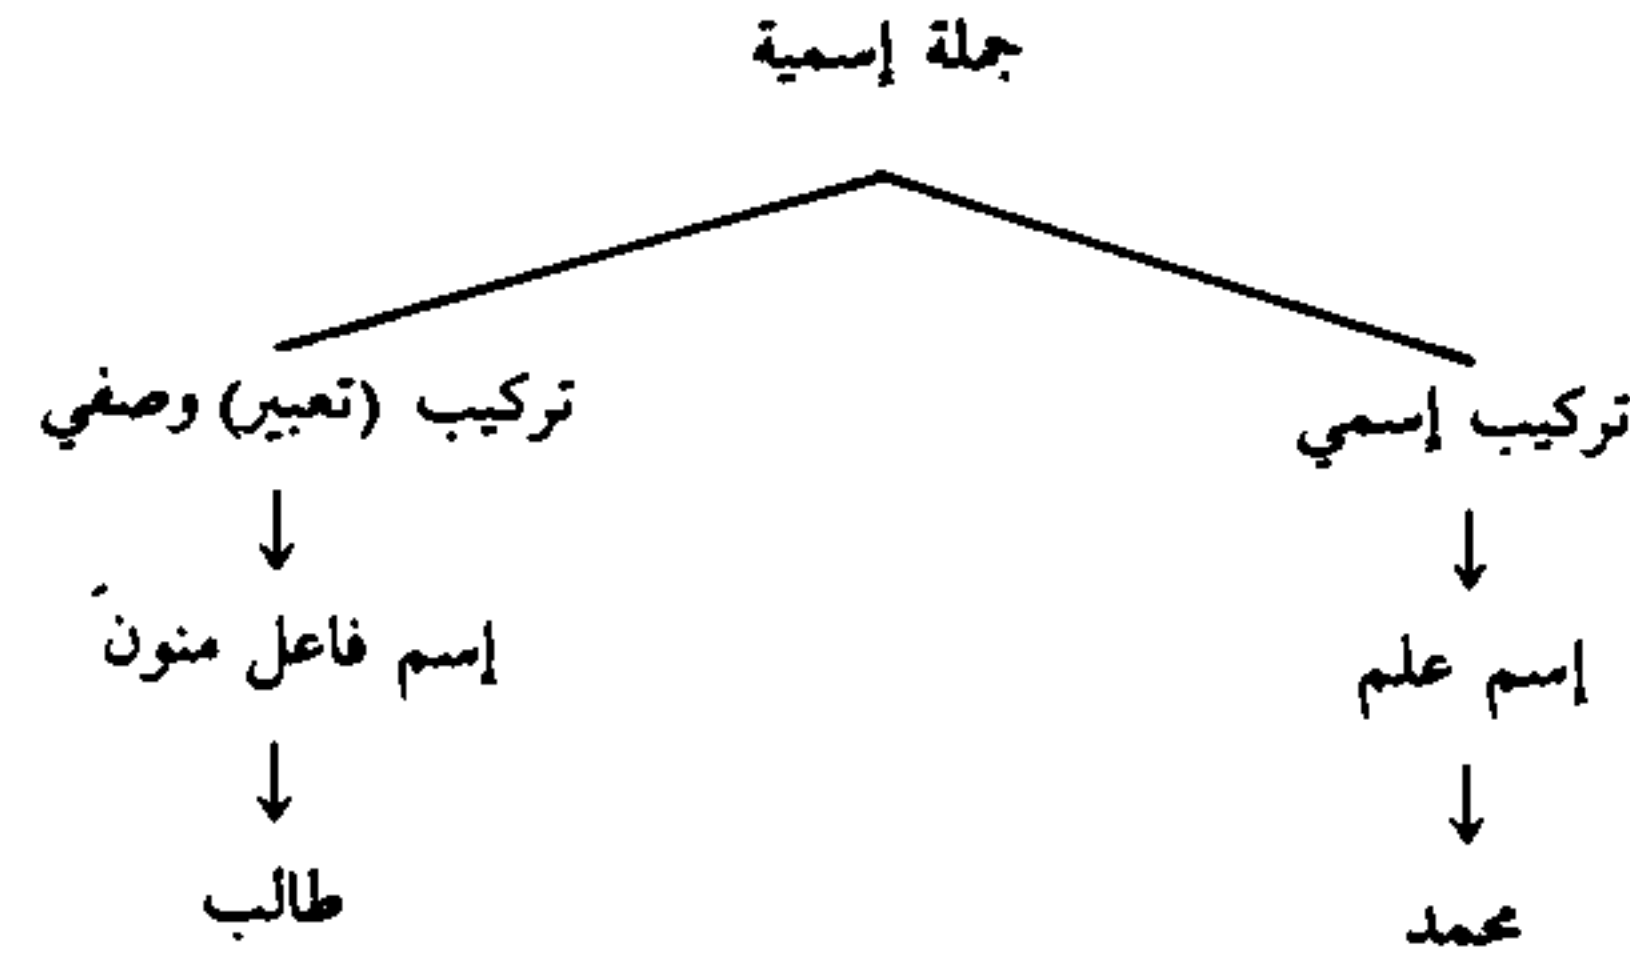 جملة إسمية
تركيب إسمي
تركيب (تعبير) وصفي
إسم علم
إسم فاعل منونَ
محمد
طالب